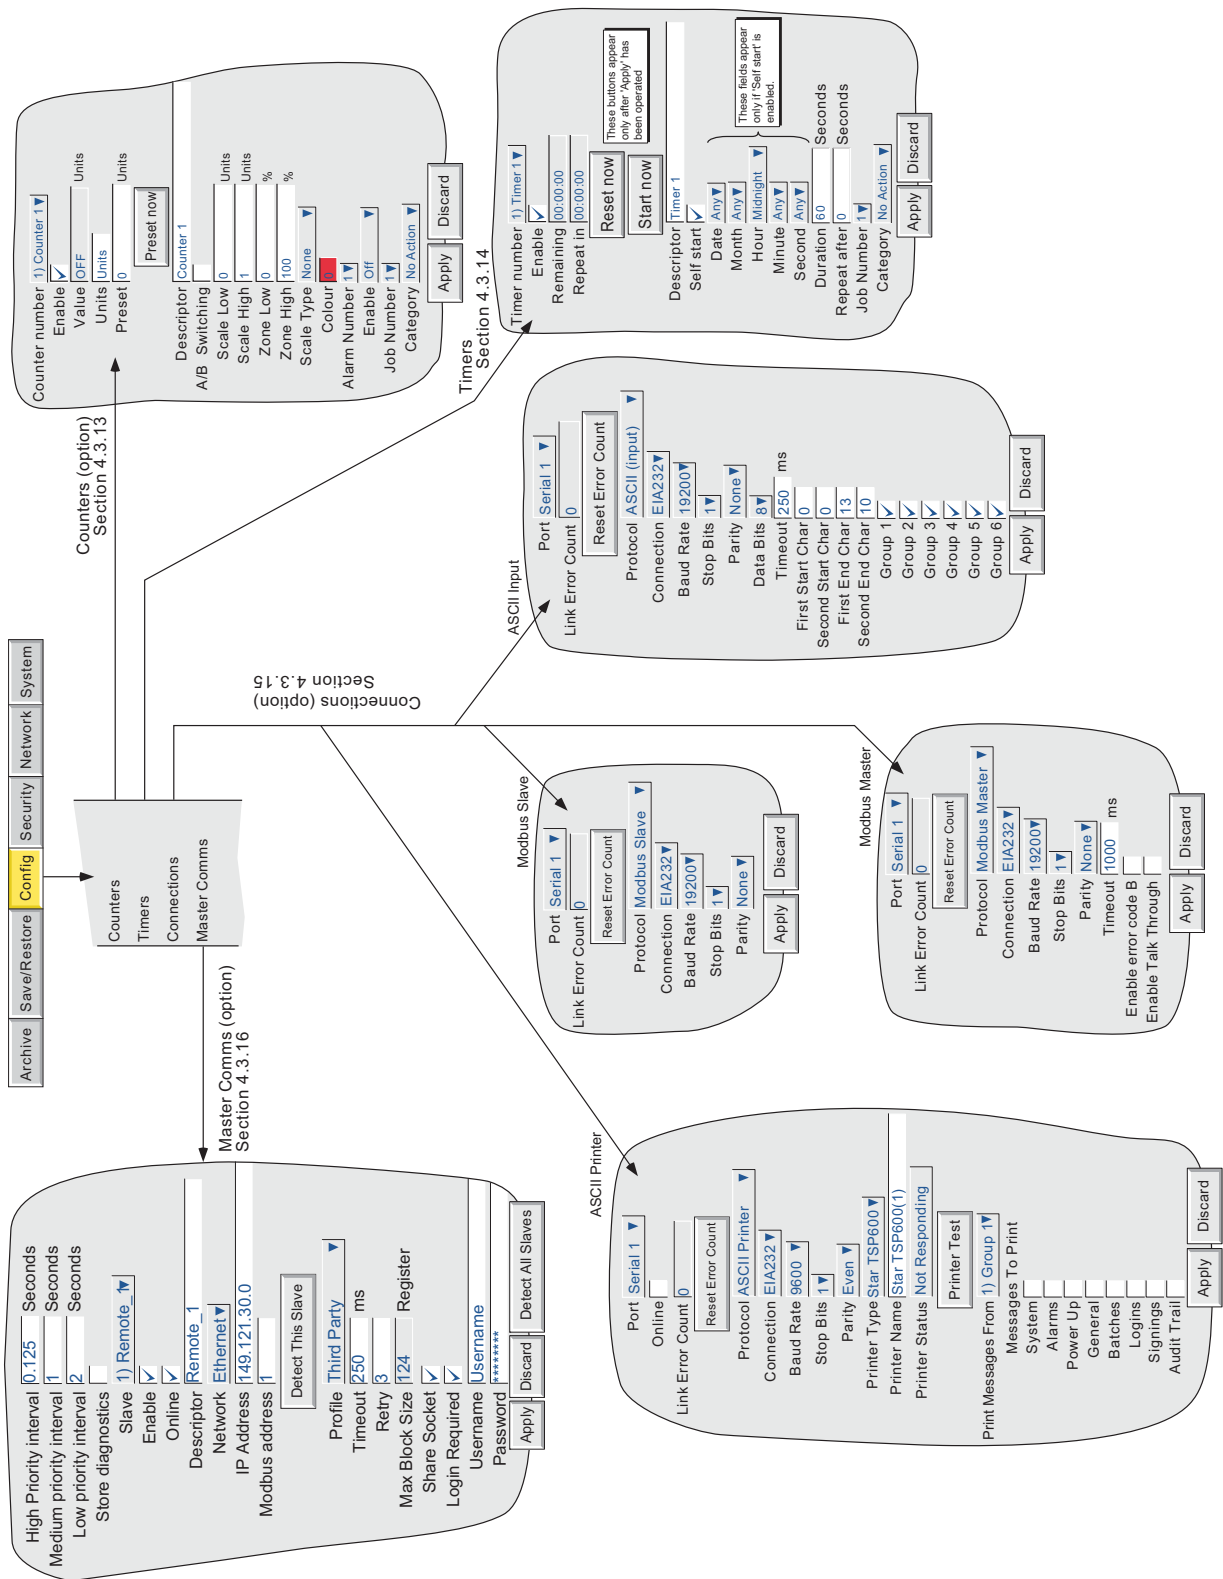 Archive
Save/Restore
Config
Security
Network
System
Counters
Timers
Connections
Master Comms
Master Comms (option)
Section 4.3.16
High Priority interval 0.125 Seconds
Medium priority interval 1 Seconds
Low priority interval 2 Seconds
Store diagnostics
Slave 1) Remote_1
Enable
Online
Descriptor Remote_1
Network Ethernet
IP Address 149.121.30.0
Modbus address 1
Detect This Slave
Profile Third Party
Timeout 250 ms
Retry 3
Max Block Size 124 Register
Share Socket
Login Required
Username Username
Password ********
Apply Discard Detect All Slaves
Counters (option)
Section 4.3.13
Counter number 1) Counter 1
Enable
Value OFF Units
Units Units
Preset 0 Units
Preset now
Descriptor Counter 1
A/B Switching
Scale Low 0 Units
Scale High 1 Units
Zone Low 0 %
Zone High 100 %
Scale Type None
Colour 0
Alarm Number 1
Enable Off
Job Number 1
Category No Action
Apply Discard
Timers
Section 4.3.14
Timer number 1) Timer 1
Enable
Remaining 00:00:00
Repeat in 00:00:00
Reset now
Start now
These buttons appear
only after 'Apply' has
been operated
Descriptor Timer 1
Self start
Date Any
Month Any
Hour Midnight
Minute Any
Second Any
These fields appear
only if 'Self start' is
enabled.
Duration 60 Seconds
Repeat after 0 Seconds
Job Number 1
Category No Action
Apply Discard
Connections (option)
Section 4.3.15
ASCII Input
Port Serial 1
Link Error Count 0
Reset Error Count
Protocol ASCII (input)
Connection EIA232
Baud Rate 19200
Stop Bits 1
Parity None
Data Bits 8
Timeout 250 ms
First Start Char 0
Second Start Char 0
First End Char 13
Second End Char 10
Group 1
Group 2
Group 3
Group 4
Group 5
Group 6
Apply Discard
Modbus Slave
Port Serial 1
Link Error Count 0
Reset Error Count
Protocol Modbus Slave
Connection EIA232
Baud Rate 19200
Stop Bits 1
Parity None
Apply Discard
Modbus Master
Port Serial 1
Link Error Count 0
Reset Error Count
Protocol Modbus Master
Connection EIA232
Baud Rate 19200
Stop Bits 1
Parity None
Timeout 1000 ms
Enable error code B
Enable Talk Through
Apply Discard
ASCII Printer
Port Serial 1
Online
Link Error Count 0
Reset Error Count
Protocol ASCII Printer
Connection EIA232
Baud Rate 9600
Stop Bits 1
Parity Even
Printer Type Star TSP600
Printer Name Star TSP600(1)
Printer Status Not Responding
Printer Test
Print Messages From 1) Group 1
Messages To Print
System
Alarms
Power Up
General
Batches
Logins
Signings
Audit Trail
Apply Discard